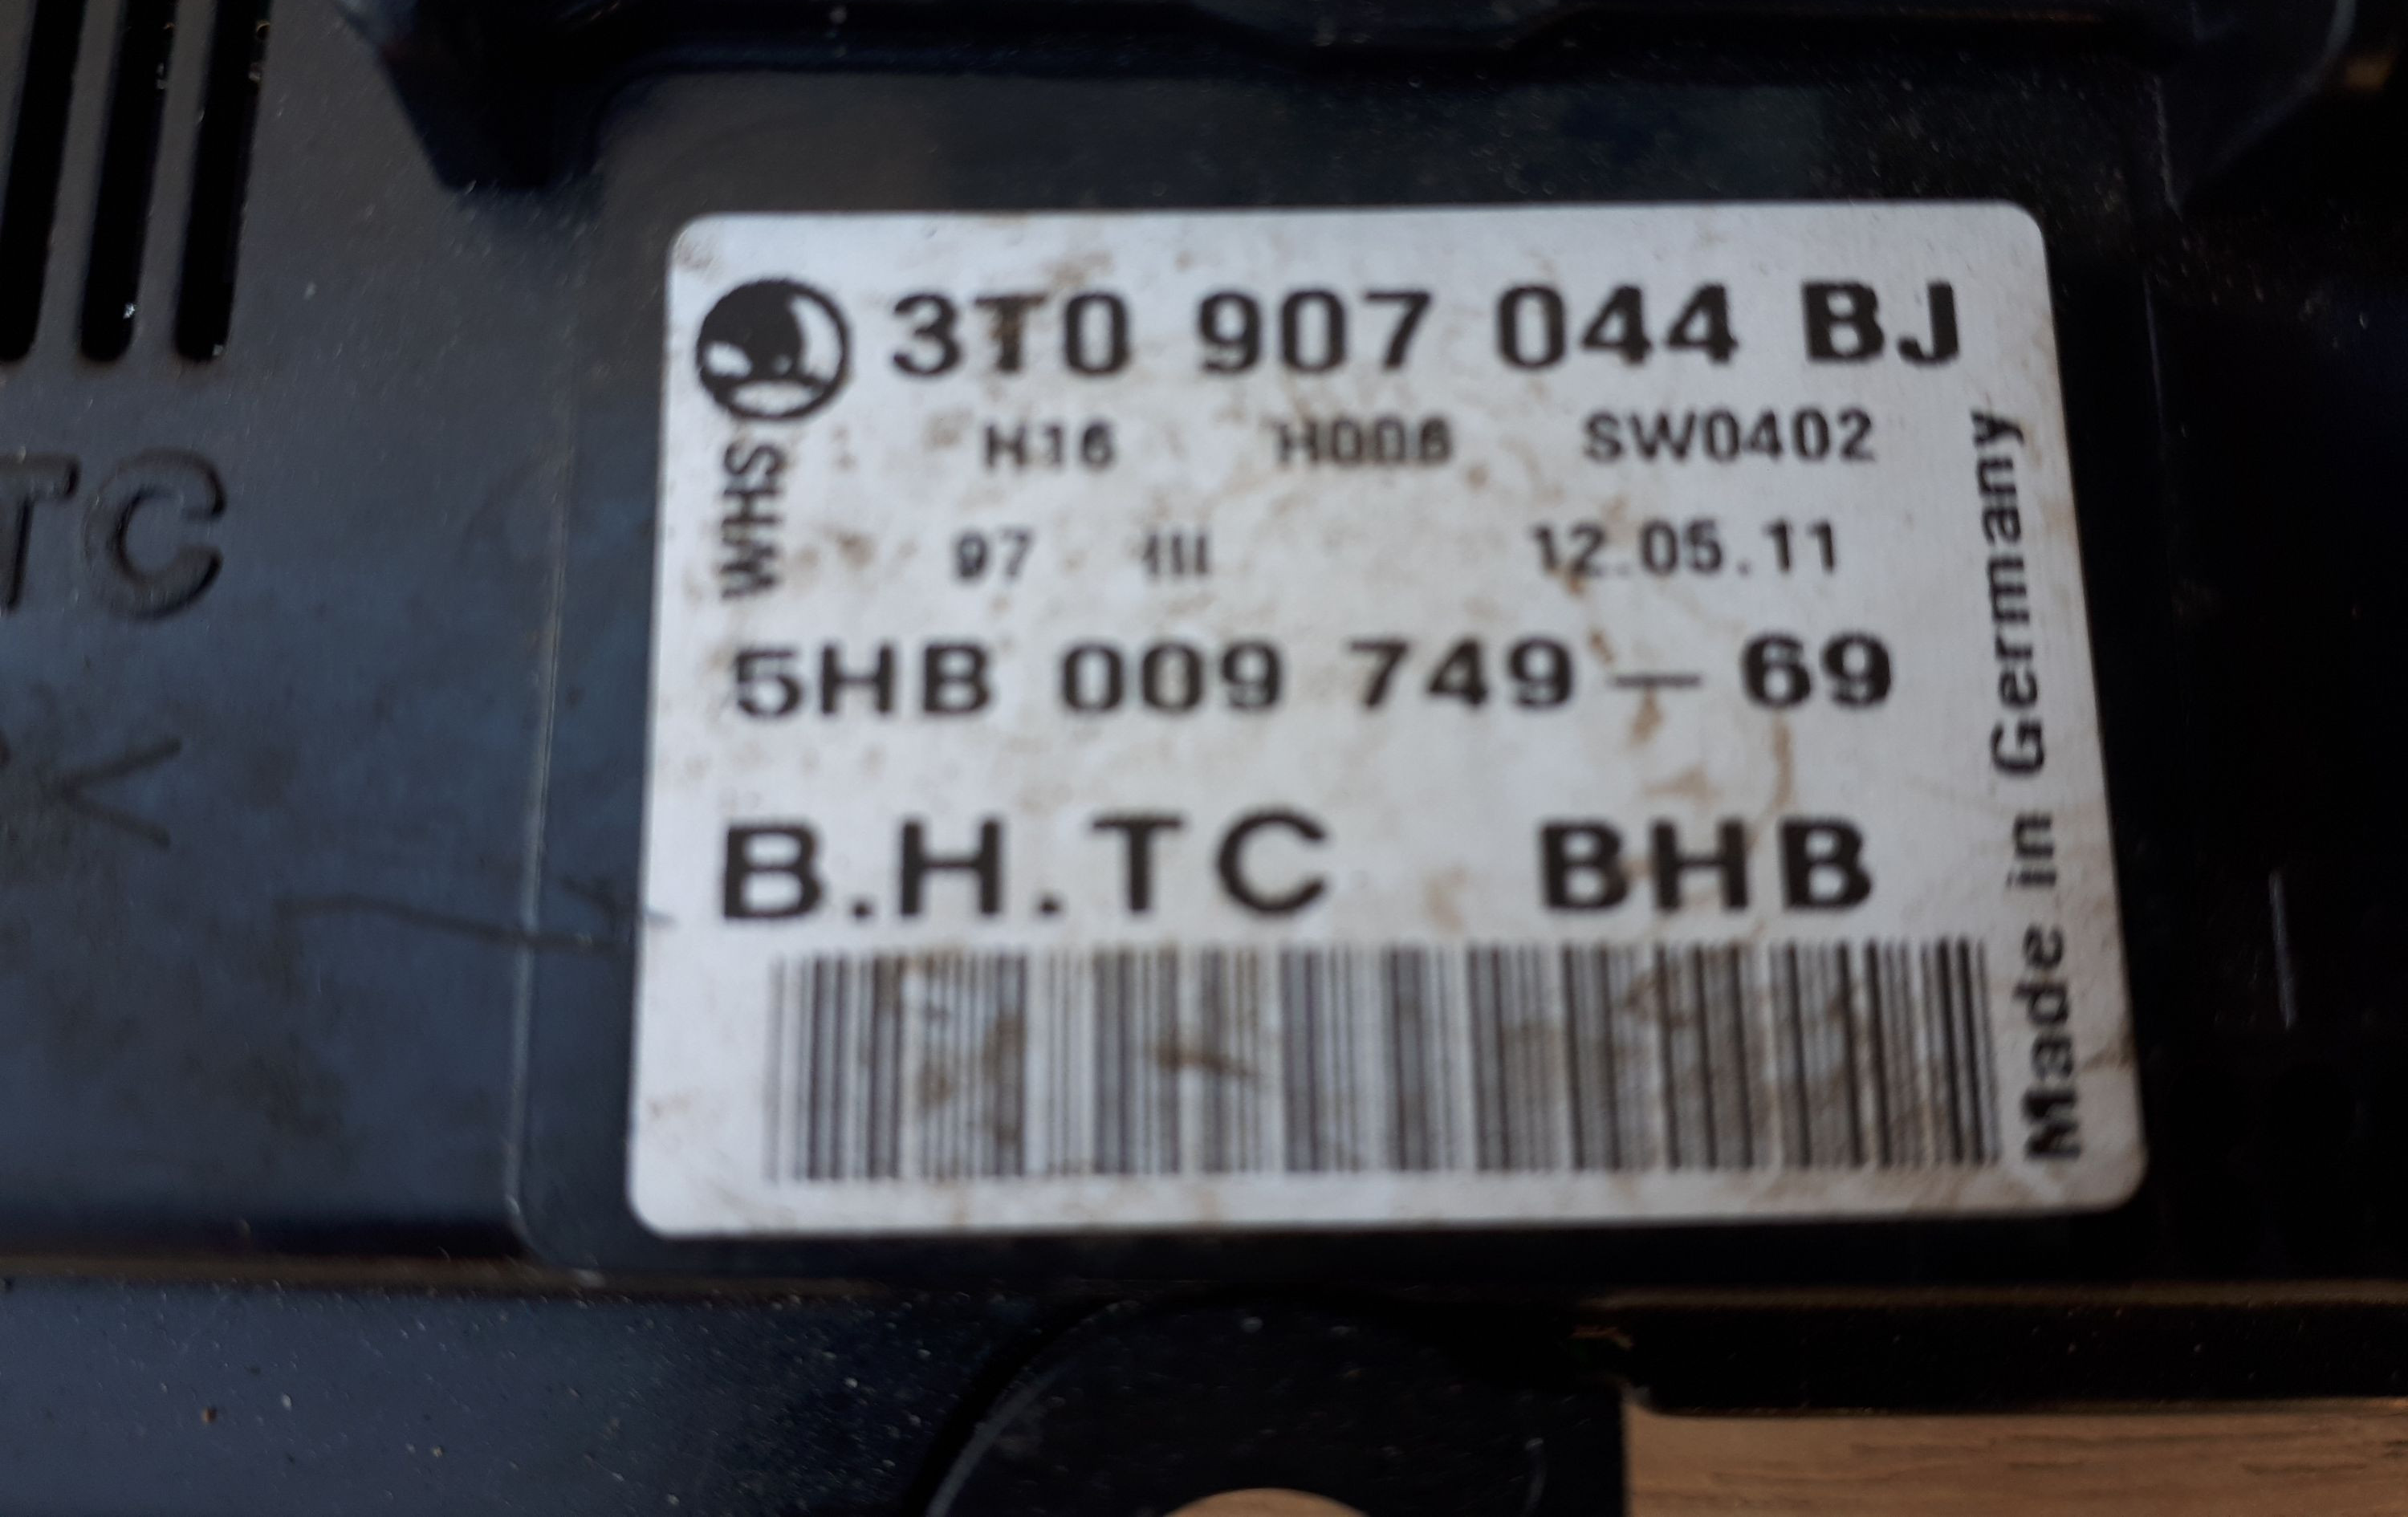 3T0 907 044 BJ
H16 H006 SW0402
97 III 12.05.11
5HB 009 749-69
B.H.TC BHB
WHS
Made in Germany
TC